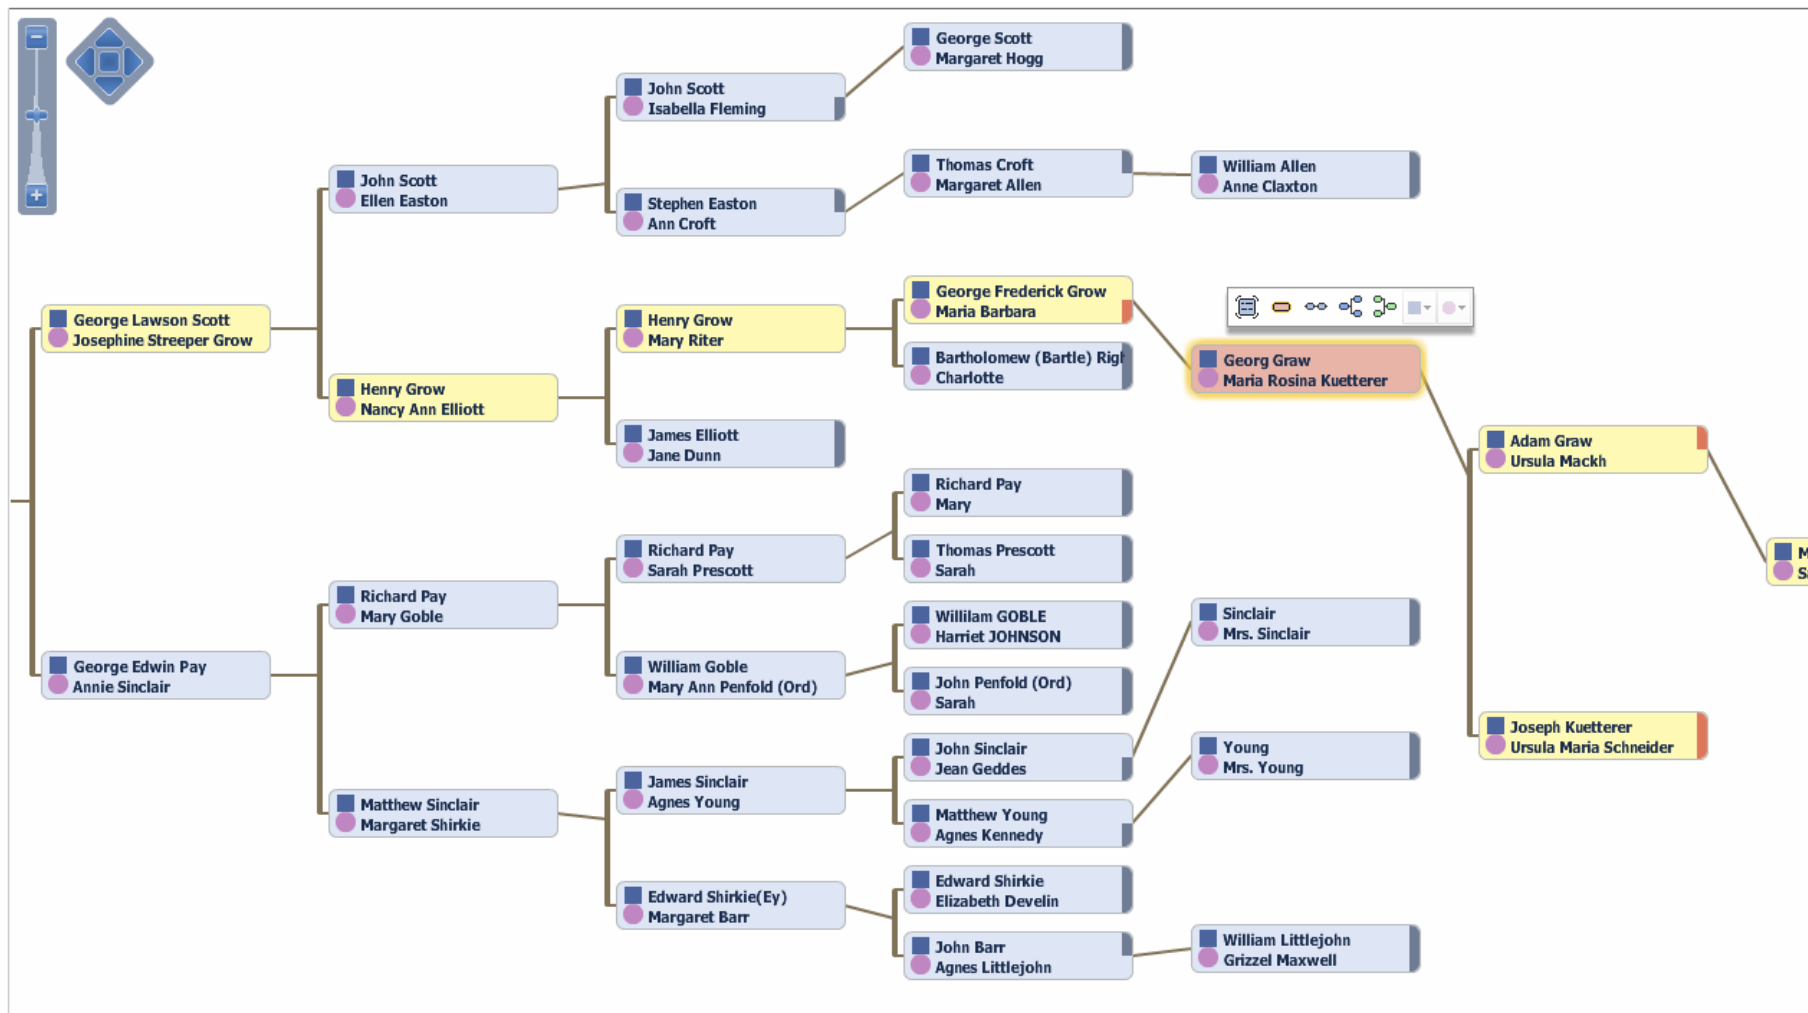 George Scott
Margaret Hogg
John Scott
Isabella Fleming
Thomas Croft
Margaret Allen
William Allen
Anne Claxton
John Scott
Ellen Easton
Stephen Easton
Ann Croft
George Frederick Grow
Maria Barbara
George Lawson Scott
Josephine Streeper Grow
Henry Grow
Mary Riter
Bartholomew (Bartle) Righ
Charlotte
Georg Graw
Maria Rosina Kuetterer
Henry Grow
Nancy Ann Elliott
James Elliott
Jane Dunn
Adam Graw
Ursula Mackh
Richard Pay
Mary
Richard Pay
Sarah Prescott
Thomas Prescott
Sarah
M
Sa
Richard Pay
Mary Goble
Willilam GOBLE
Harriet JOHNSON
Sinclair
Mrs. Sinclair
George Edwin Pay
Annie Sinclair
William Goble
Mary Ann Penfold (Ord)
John Penfold (Ord)
Sarah
Joseph Kuetterer
Ursula Maria Schneider
John Sinclair
Jean Geddes
Young
Mrs. Young
James Sinclair
Agnes Young
Matthew Sinclair
Margaret Shirkie
Matthew Young
Agnes Kennedy
Edward Shirkie
Elizabeth Develin
Edward Shirkie(Ey)
Margaret Barr
John Barr
Agnes Littlejohn
William Littlejohn
Grizzel Maxwell